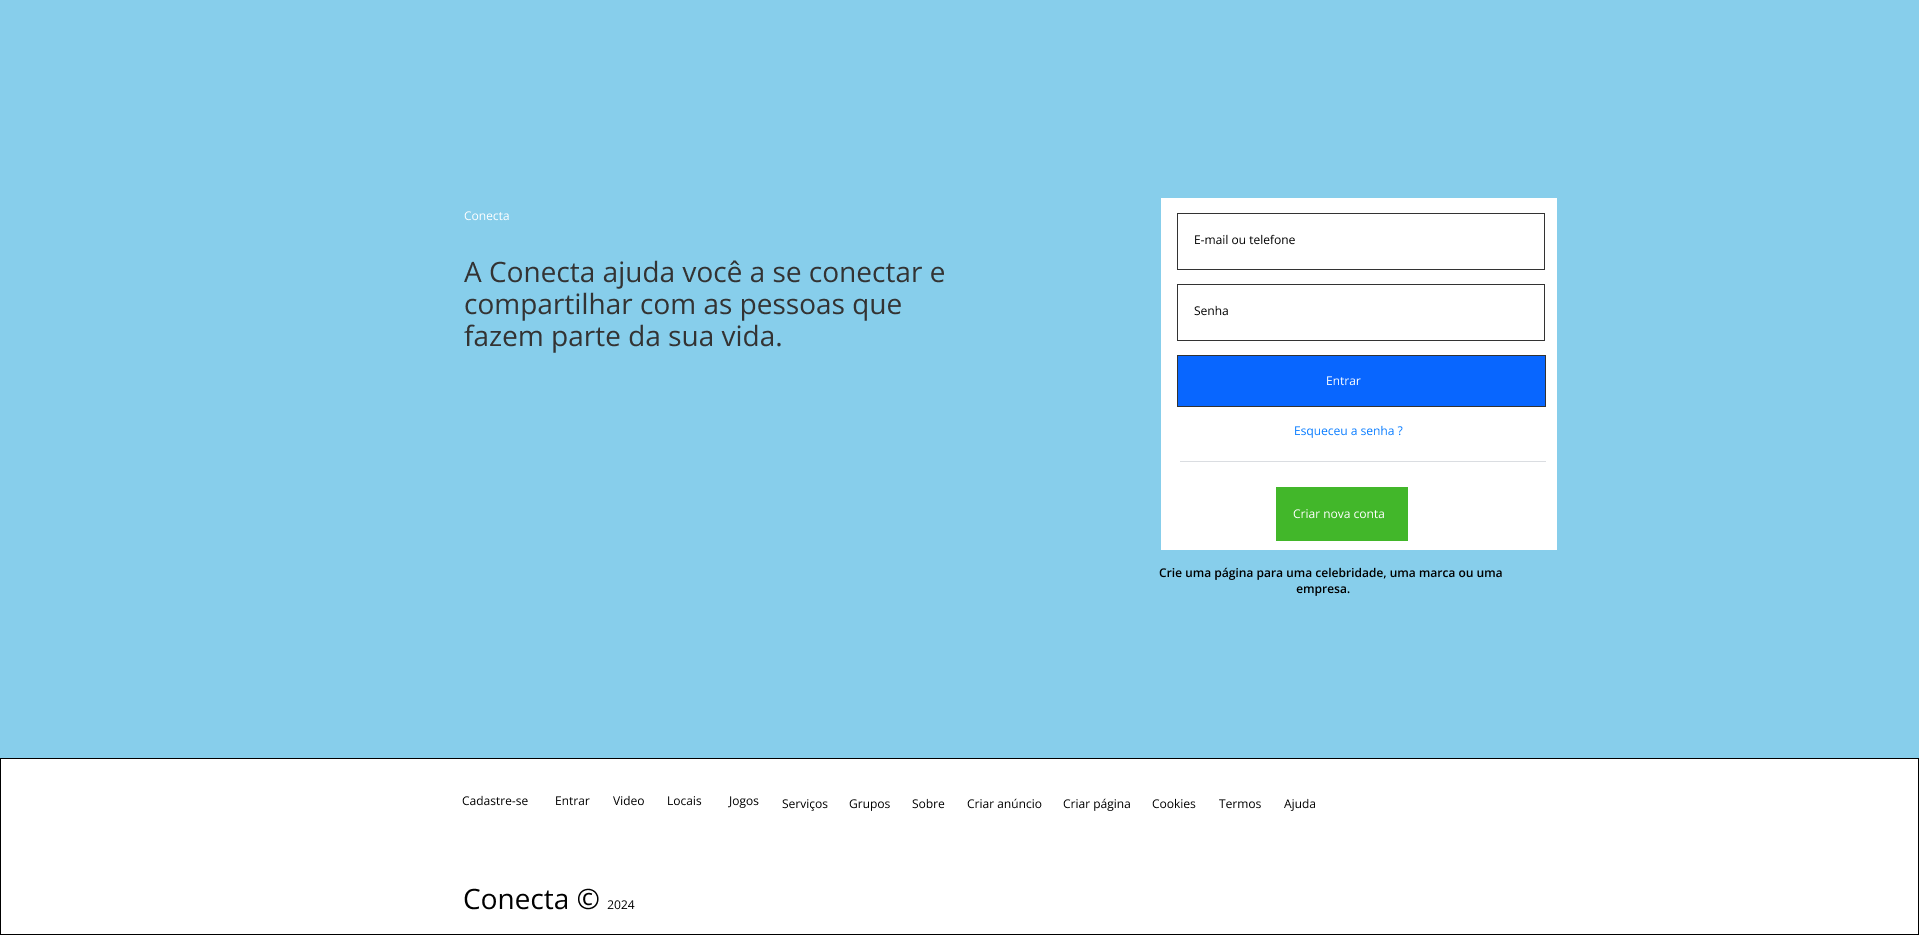 Conecta
A Conecta ajuda você a se conectar e
compartilhar com as pessoas que
fazem parte da sua vida.
E-mail ou telefone
Senha
Entrar
Esqueceu a senha ?
Criar nova conta
Crie uma página para uma celebridade, uma marca ou uma
empresa.
Cadastre-se Entrar Video Locais Jogos Serviços Grupos Sobre Criar anúncio Criar página Cookies Termos Ajuda
Conecta © 2024